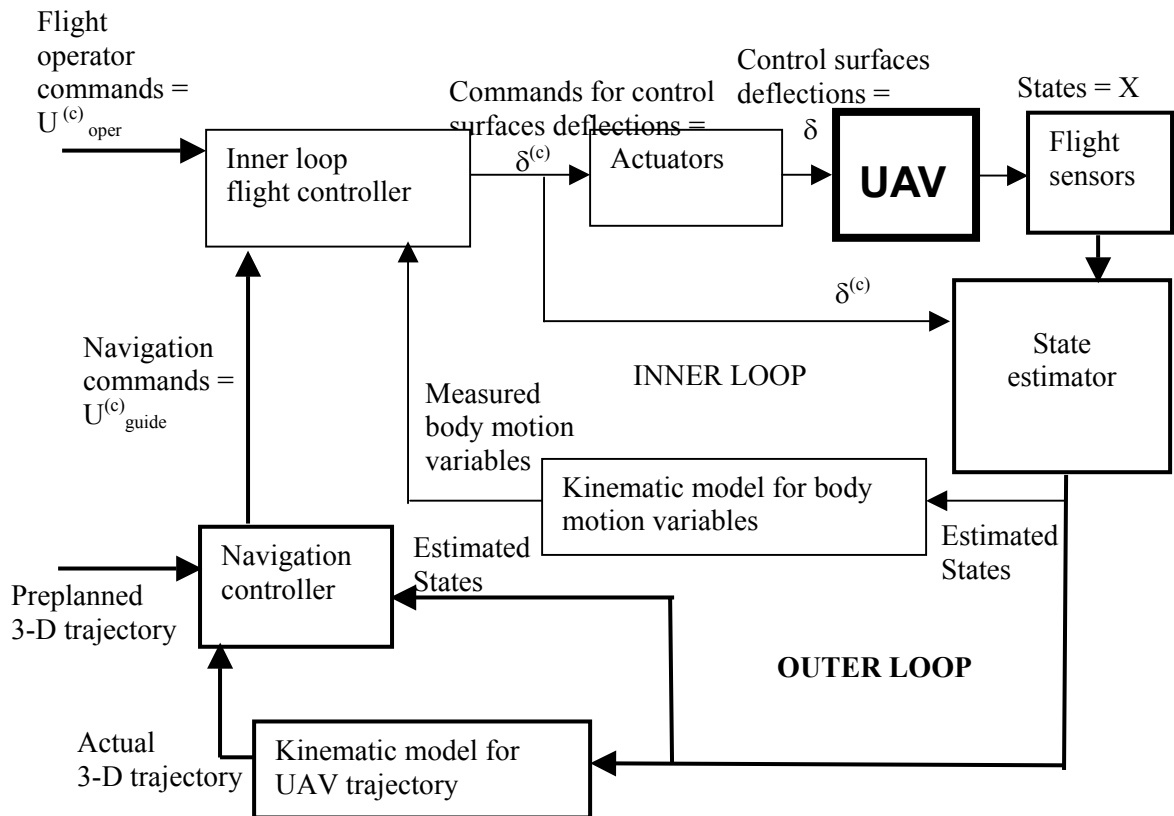 Flight
operator
commands =
U(c)oper
Inner loop
flight controller
Commands for control
surfaces deflections =
δ(c)
Actuators
Control surfaces
deflections =
δ
UAV
States = X
Flight
sensors
δ(c)
State
estimator
INNER LOOP
Navigation
commands =
U(c)guide
Measured
body motion
variables
Kinematic model for body
motion variables
Estimated
States
Navigation
controller
Estimated
States
Preplanned
3-D trajectory
OUTER LOOP
Actual
3-D trajectory
Kinematic model for
UAV trajectory